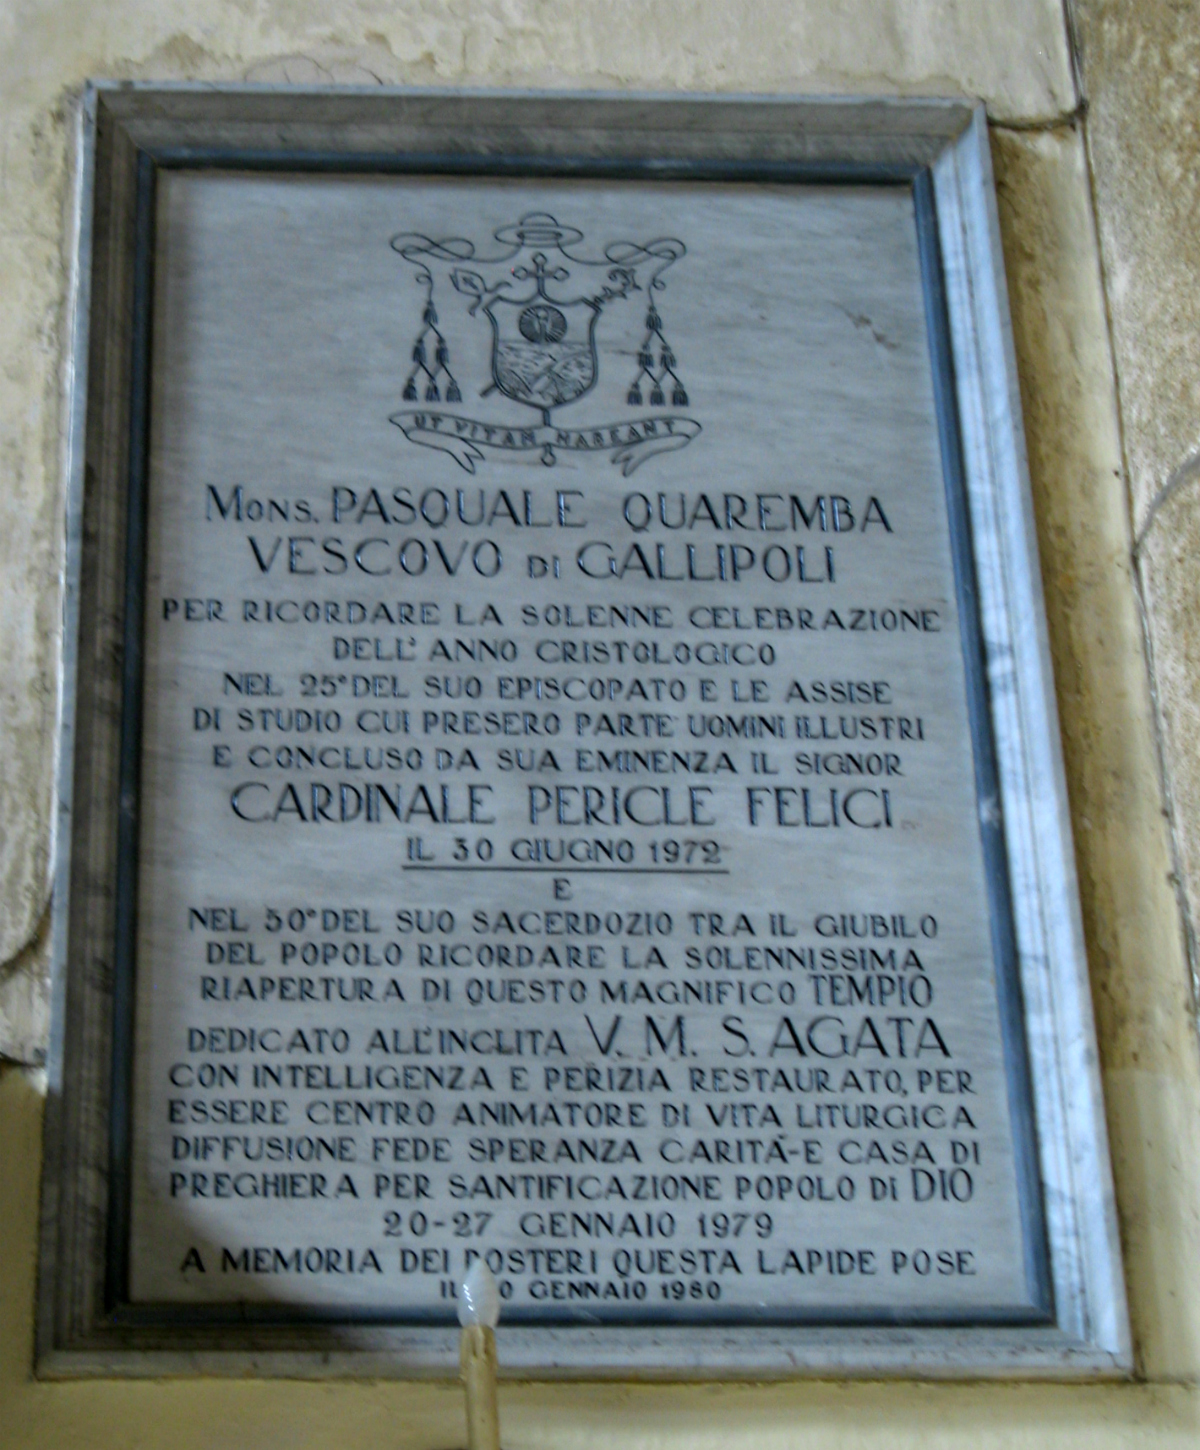 UT VITAM HABEANT
MONS. PASQUALE QUAREMBA
VESCOVO DI GALLIPOLI
PER RICORDARE LA SOLENNE CELEBRAZIONE
DELL' ANNO CRISTOLOGICO
NEL 25° DEL SUO EPISCOPATO E LE ASSISE
DI STUDIO CUI PRESERO PARTE UOMINI ILLUSTRI
E CONCLUSO DA SUA EMINENZA IL SIGNOR
CARDINALE PERICLE FELICI
IL 30 GIUGNO 1972
E
NEL 50° DEL SUO SACERDOZIO TRA IL GIUBILO
DEL POPOLO RICORDARE LA SOLENNISSIMA
RIAPERTURA DI QUESTO MAGNIFICO TEMPIO
DEDICATO ALL'INCLITA V. M. S. AGATA
CON INTELLIGENZA E PERIZIA RESTAURATO, PER
ESSERE CENTRO ANIMATORE DI VITA LITURGICA
DIFFUSIONE FEDE SPERANZA CARITÁ-E CASA DI
PREGHIERA PER SANTIFICAZIONE POPOLO DI DIO
20-27 GENNAIO 1979
A MEMORIA DEI POSTERI QUESTA LAPIDE POSE
IL GENNAIO 1980